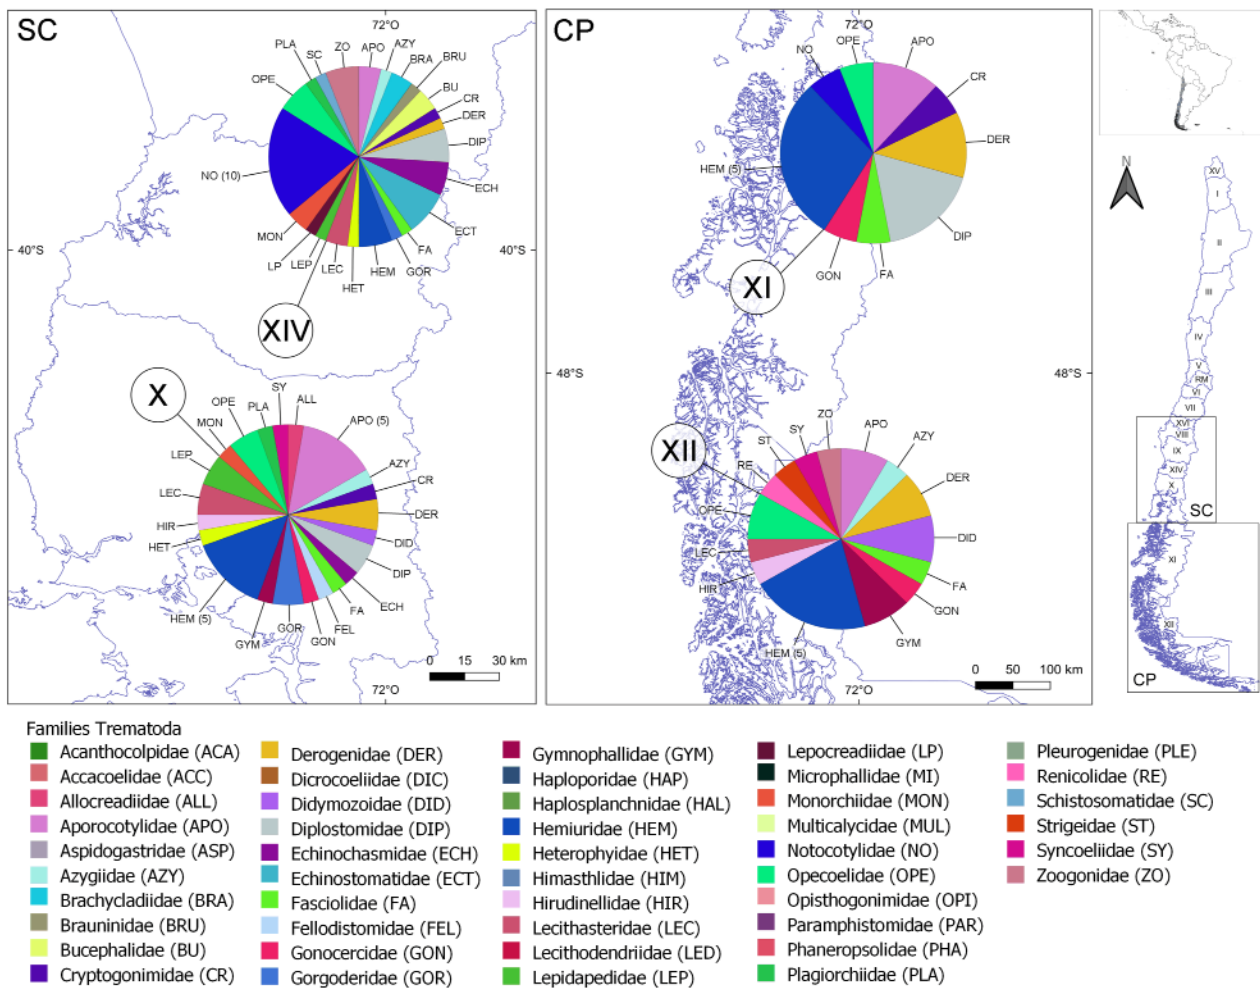 SC
72°O
PLA
SC
ZO
APO
AZY
BRA
BRU
BU
CR
DER
DIP
ECH
ECT
FA
GOR
HEM
HET
LEC
LEP
LP
MON
NO (10)
OPE
40°S
40°S
XIV
X
SY
ALL
APO (5)
AZY
CR
DER
DID
DIP
ECH
FA
FEL
GON
GOR
GYM
HEM (5)
HET
HIR
LEC
LEP
MON
OPE
PLA
0 15 30 km
72°O
CP
72°O
NO
OPE
APO
CR
DER
DIP
FA
GON
HEM (5)
XI
48°S
48°S
XII
ST
SY
ZO
APO
AZY
DER
DID
FA
GON
GYM
HEM (5)
HIR
LEC
OPE
RE
0 50 100 km
72°O
N
XV
I
II
III
IV
V
RM
VI
VII
XVI
VIII
IX
XIV
X
SC
XI
XII
CP
Families Trematoda
Acanthocolpidae (ACA)
Accacoelidae (ACC)
Allocreadiidae (ALL)
Aporocotylidae (APO)
Aspidogastridae (ASP)
Azygiidae (AZY)
Brachycladiidae (BRA)
Brauninidae (BRU)
Bucephalidae (BU)
Cryptogonimidae (CR)
Derogenidae (DER)
Dicrocoeliidae (DIC)
Didymozoidae (DID)
Diplostomidae (DIP)
Echinochasmidae (ECH)
Echinostomatidae (ECT)
Fasciolidae (FA)
Fellodistomidae (FEL)
Gonocercidae (GON)
Gorgoderidae (GOR)
Gymnophallidae (GYM)
Haploporidae (HAP)
Haplosplanchnidae (HAL)
Hemiuridae (HEM)
Heterophyidae (HET)
Himasthlidae (HIM)
Hirudinellidae (HIR)
Lecithasteridae (LEC)
Lecithodendriidae (LED)
Lepidapedidae (LEP)
Lepocreadiidae (LP)
Microphallidae (MI)
Monorchiidae (MON)
Multicalycidae (MUL)
Notocotylidae (NO)
Opecoelidae (OPE)
Opisthogonimidae (OPI)
Paramphistomidae (PAR)
Phaneropsolidae (PHA)
Plagiorchiidae (PLA)
Pleurogenidae (PLE)
Renicolidae (RE)
Schistosomatidae (SC)
Strigeidae (ST)
Syncoeliidae (SY)
Zoogonidae (ZO)